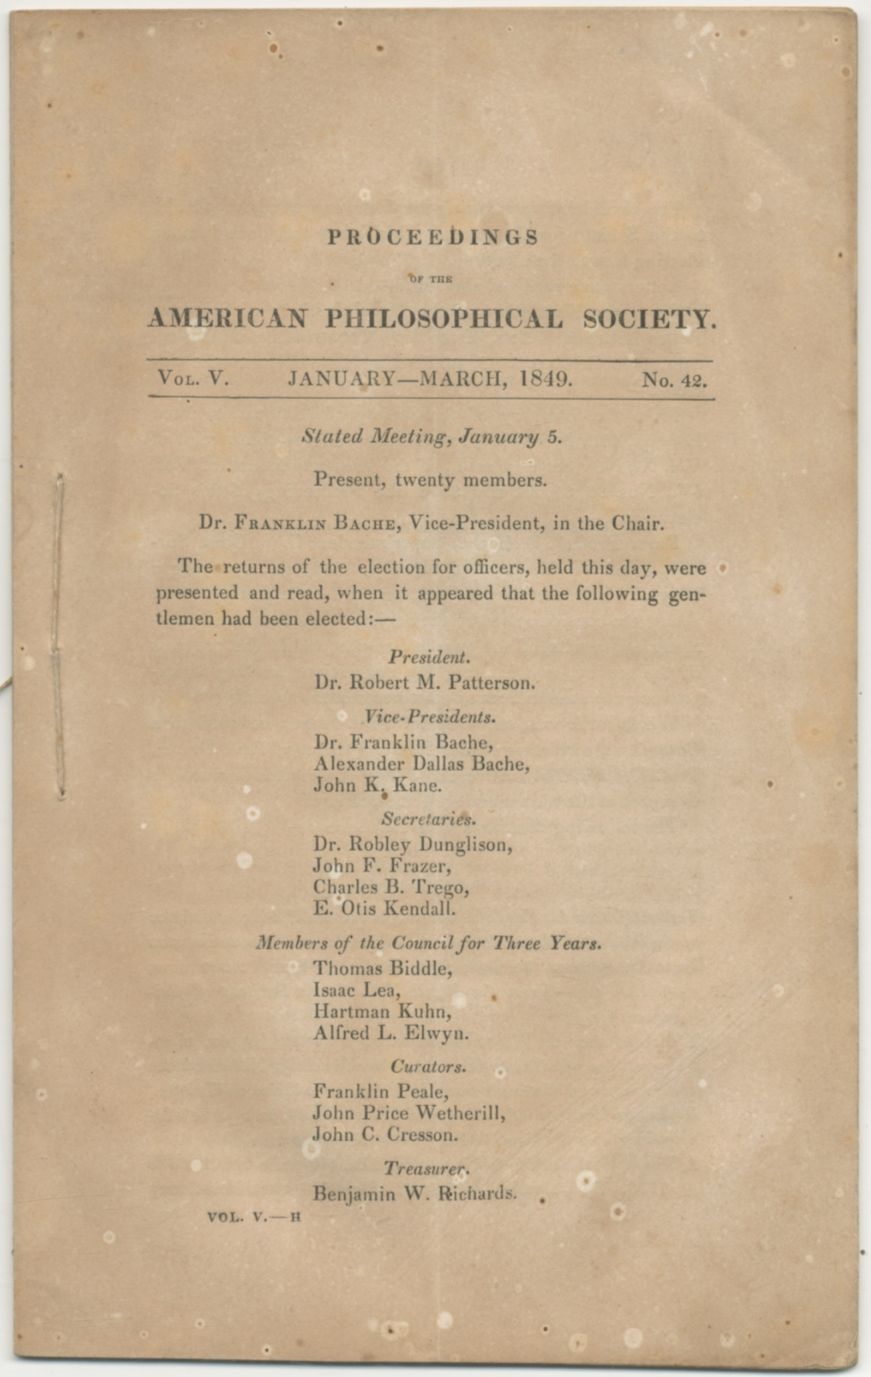 PROCEEDINGS
OF THE
AMERICAN PHILOSOPHICAL SOCIETY.
VOL. V. JANUARY—MARCH, 1849. No. 42.
Stated Meeting, January 5.
Present, twenty members.
Dr. FRANKLIN BACHE, Vice-President, in the Chair.
The returns of the election for officers, held this day, were
presented and read, when it appeared that the following gen-
tlemen had been elected:—
President.
Dr. Robert M. Patterson.
Vice-Presidents.
Dr. Franklin Bache,
Alexander Dallas Bache,
John K. Kane.
Secretaries.
Dr. Robley Dunglison,
John F. Frazer,
Charles B. Trego,
E. Otis Kendall.
Members of the Council for Three Years.
Thomas Biddle,
Isaac Lea,
Hartman Kuhn,
Alfred L. Elwyn.
Curators.
Franklin Peale,
John Price Wetherill,
John C. Cresson.
Treasurer.
Benjamin W. Richards.
VOL. V.—H